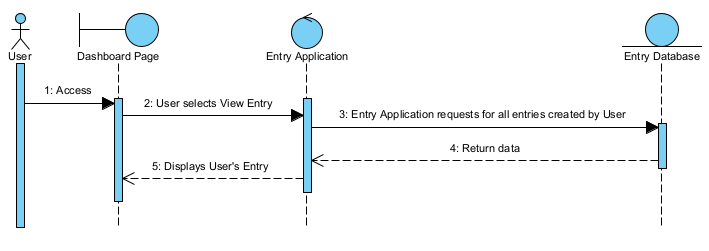 User
Dashboard Page
Entry Application
Entry Database
1: Access
2: User selects View Entry
3: Entry Application requests for all entries created by User
4: Return data
5: Displays User's Entry